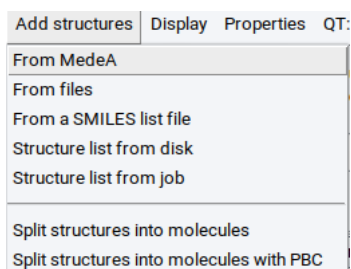 Add structures Display Properties QT:
From MedeA
From files
From a SMILES list file
Structure list from disk
Structure list from job
Split structures into molecules
Split structures into molecules with PBC